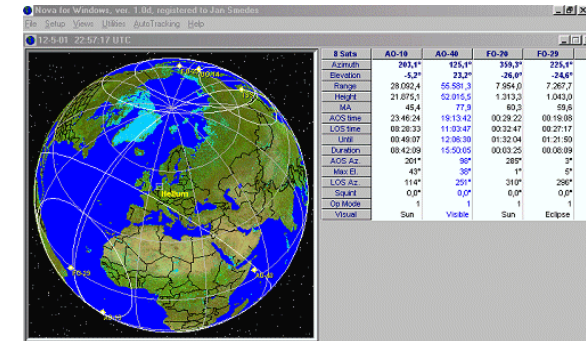 Nova for Windows, ver. 1.0d, registered to Jan Smedes
File Setup Views Utilities AutoTracking Help
12-5-01 22:57:17 UTC
8 Sats AO-10 AO-40 FO-20 FO-29
Azimuth 203,1° 125,1° 359,3° 225,1°
Elevation -5,2° 23,2° -26,0° -24,6°
Range 28.092,4 55.581,3 7.954,0 7.267,7
Height 21.875,1 52.015,5 1.313,3 1.043,0
MA 45,4 77,9 60,3 59,6
AOS time 23:46:24 19:13:42 00:29:22 00:19:08
LOS time 08:28:33 11:03:47 00:32:47 00:27:17
Until 00:49:07 12:06:30 01:32:04 01:21:50
Duration 08:42:09 15:50:05 00:03:25 00:08:09
AOS Az. 201° 98° 285° 3°
Max El. 43° 38° 1° 5°
LOS Az. 114° 251° 310° 296°
Squint 0,0° 0,0° 0,0° 0,0°
Op Mode 1 1 1 1
Visual Sun Visible Sun Eclipse
FO-29
AO-40